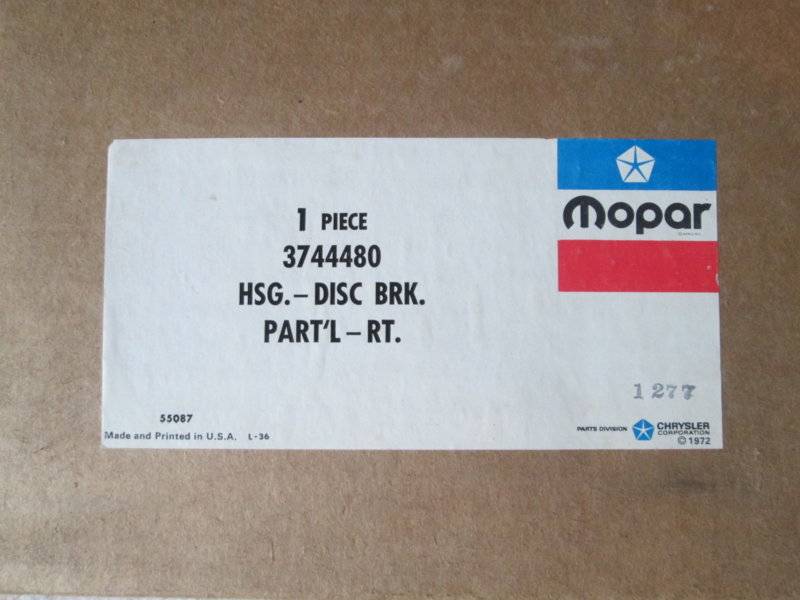 1 PIECE
3744480
HSG.–DISC BRK.
PART'L–RT.
Mopar
1277
55087
Made and Printed in U.S.A. L-36
PARTS DIVISION CHRYSLER
CORPORATION
© 1972